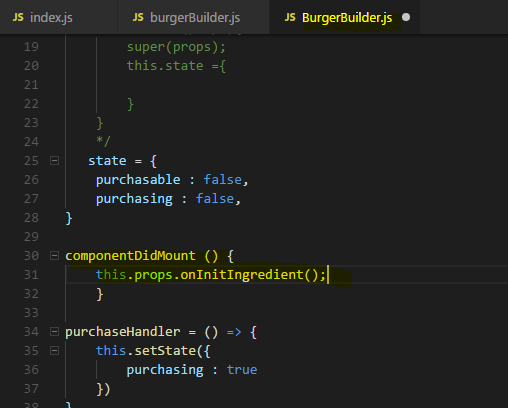 JS index.js
JS burgerBuilder.js
JS BurgerBuilder.js
19 super(props);
20 this.state ={
21
22 }
23 }
24 */
25 state = {
26 purchasable : false,
27 purchasing : false,
28 }
29
30 componentDidMount () {
31 this.props.onInitIngredient();
32 }
33
34 purchaseHandler = () => {
35 this.setState({
36 purchasing : true
37 })
38 }